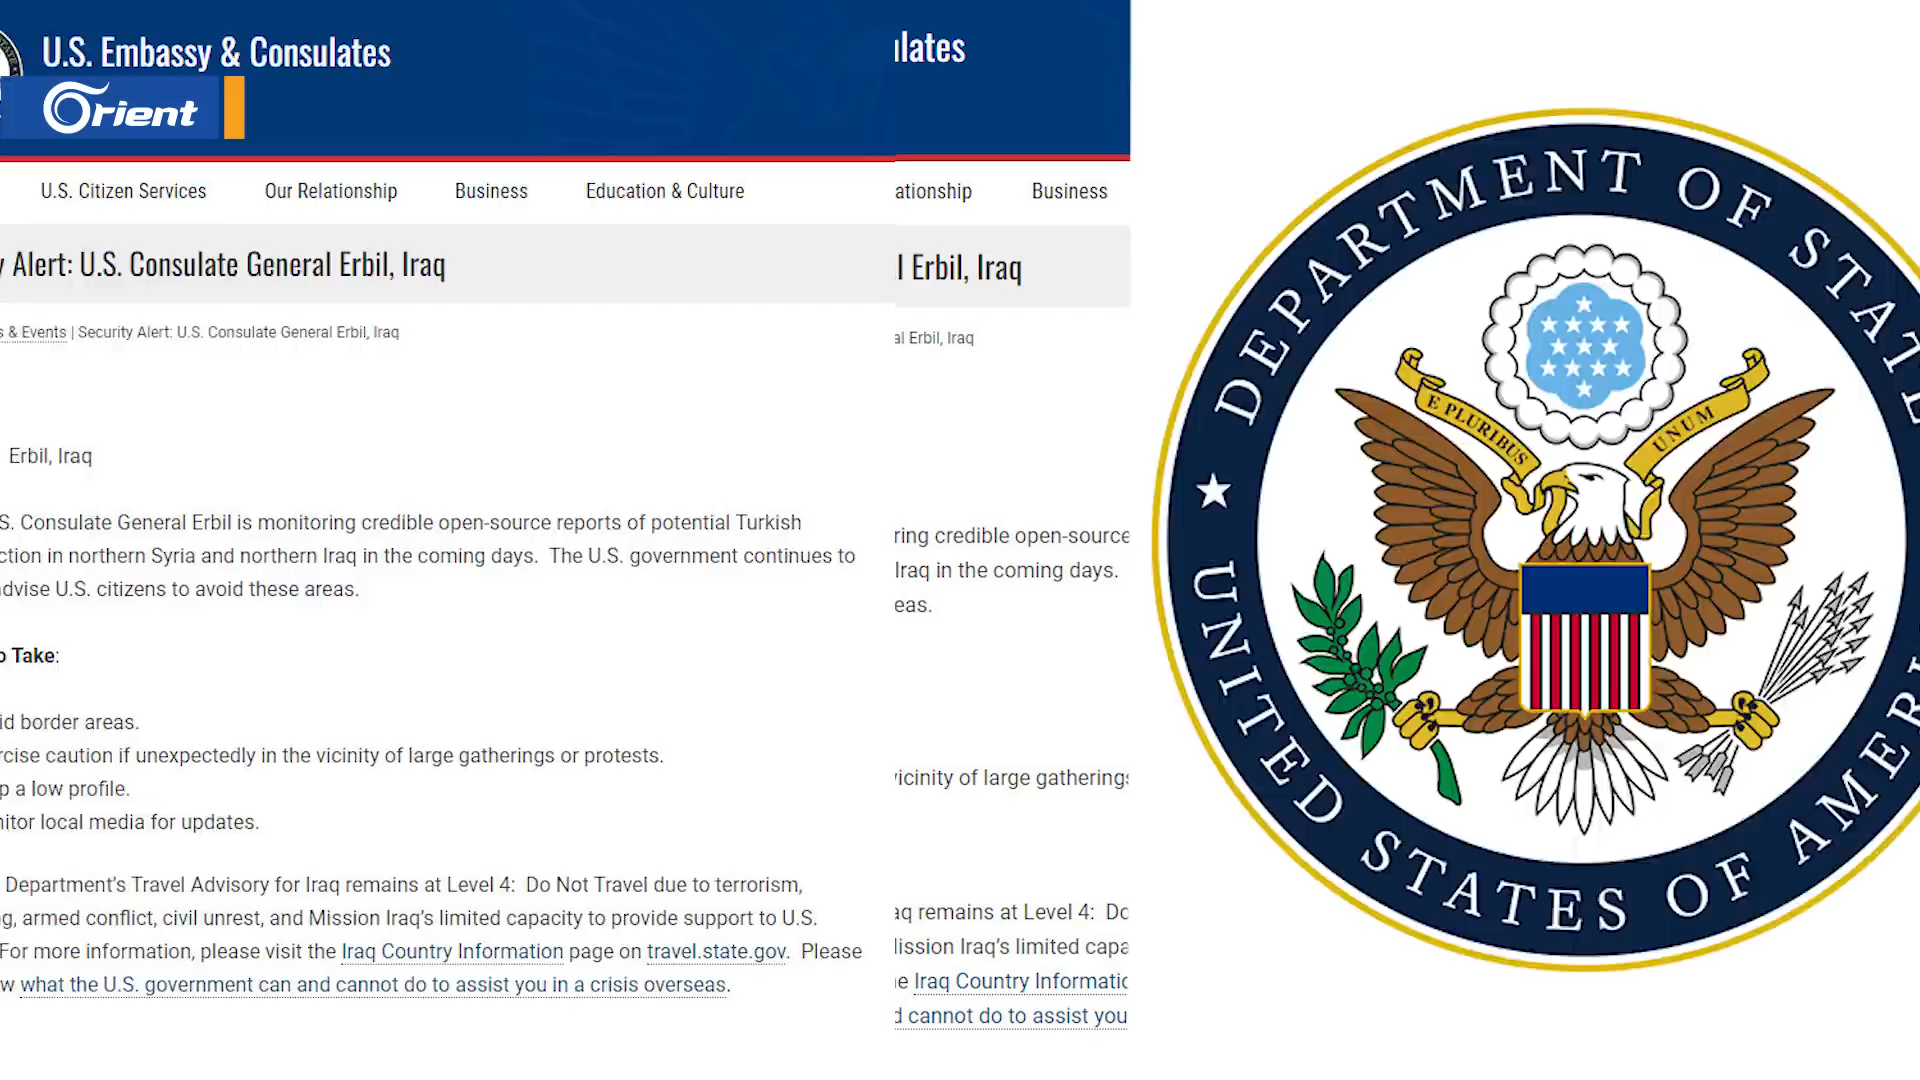 U.S. Embassy & Consulates
Orient
U.S. Citizen Services Our Relationship Business Education & Culture
y Alert: U.S. Consulate General Erbil, Iraq
s & Events | Security Alert: U.S. Consulate General Erbil, Iraq
Erbil, Iraq
S. Consulate General Erbil is monitoring credible open-source reports of potential Turkish
ction in northern Syria and northern Iraq in the coming days. The U.S. government continues to
dvise U.S. citizens to avoid these areas.
o Take:
id border areas.
rcise caution if unexpectedly in the vicinity of large gatherings or protests.
p a low profile.
nitor local media for updates.
Department's Travel Advisory for Iraq remains at Level 4: Do Not Travel due to terrorism,
ng, armed conflict, civil unrest, and Mission Iraq's limited capacity to provide support to U.S.
For more information, please visit the Iraq Country Information page on travel.state.gov. Please
w what the U.S. government can and cannot do to assist you in a crisis overseas.
lates
ationship Business
l Erbil, Iraq
al Erbil, Iraq
ring credible open-source
Iraq in the coming days.
eas.
vicinity of large gatherings
aq remains at Level 4: Do
Mission Iraq's limited capa
e Iraq Country Informatio
d cannot do to assist you
DEPARTMENT OF STATE
E PLURIBUS UNUM
UNITED STATES OF AMER